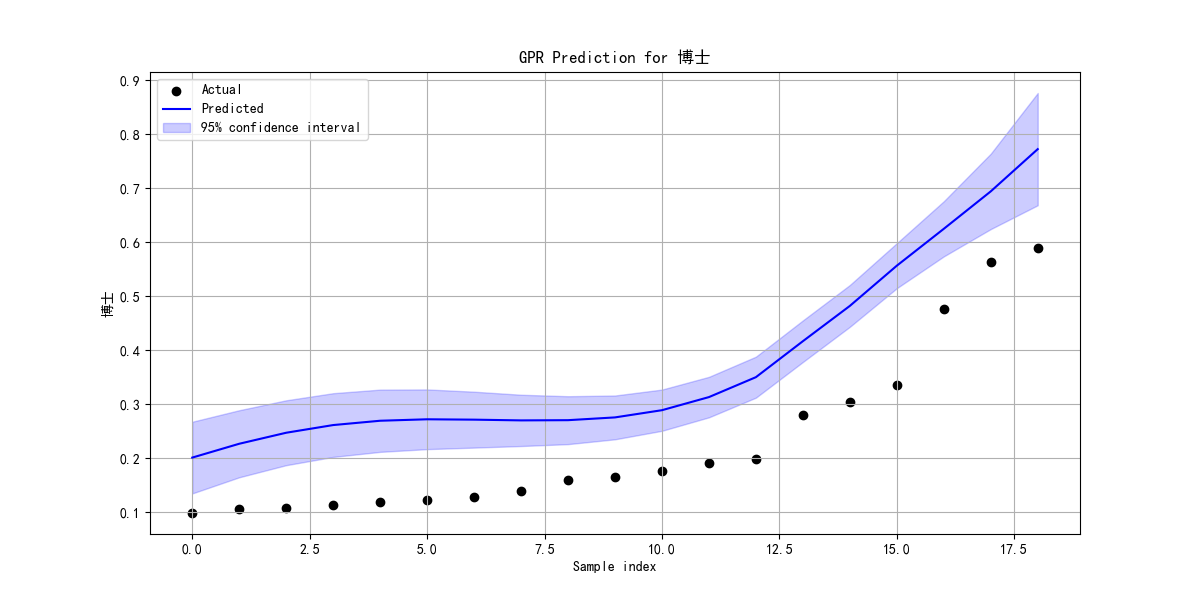 GPR Prediction for 博士
Actual
Predicted
95% confidence interval
博士
0.9
0.8
0.7
0.6
0.5
0.4
0.3
0.2
0.1
0.0 2.5 5.0 7.5 10.0 12.5 15.0 17.5
Sample index